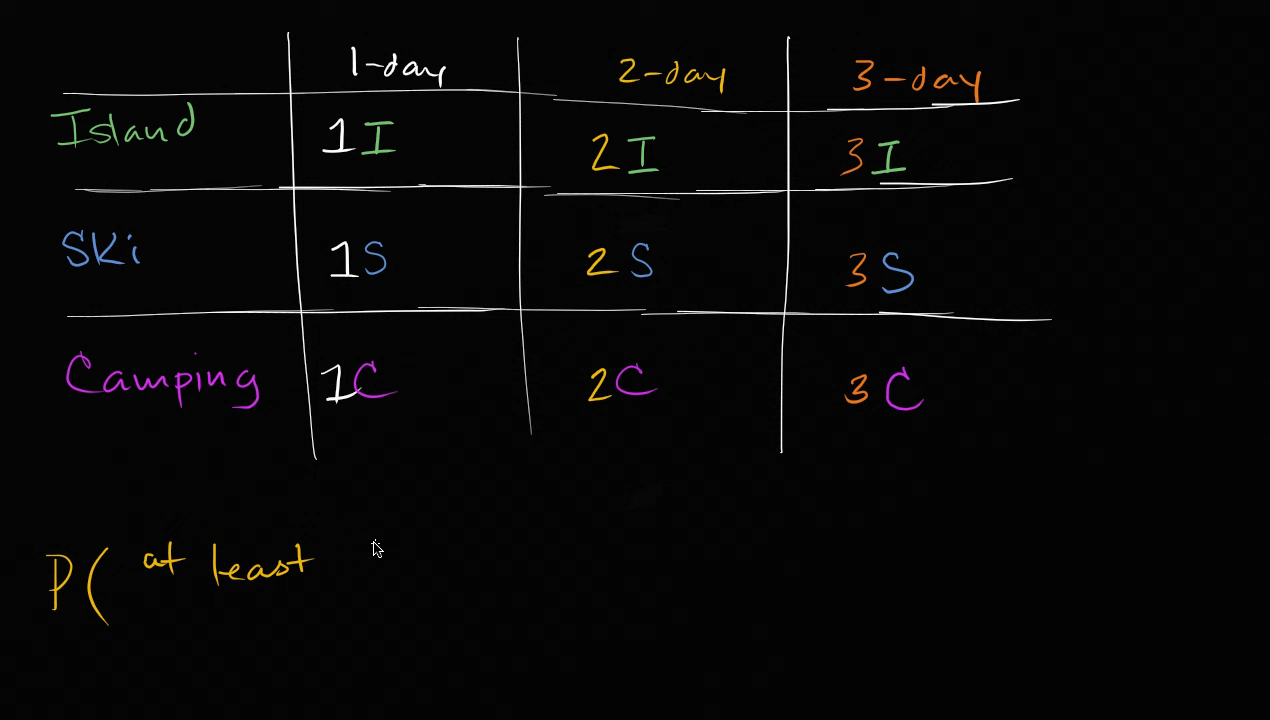 1-day 2-day 3-day
Island 1I 2I 3I
Ski 1S 2S 3S
Camping 1C 2C 3C
P( at least